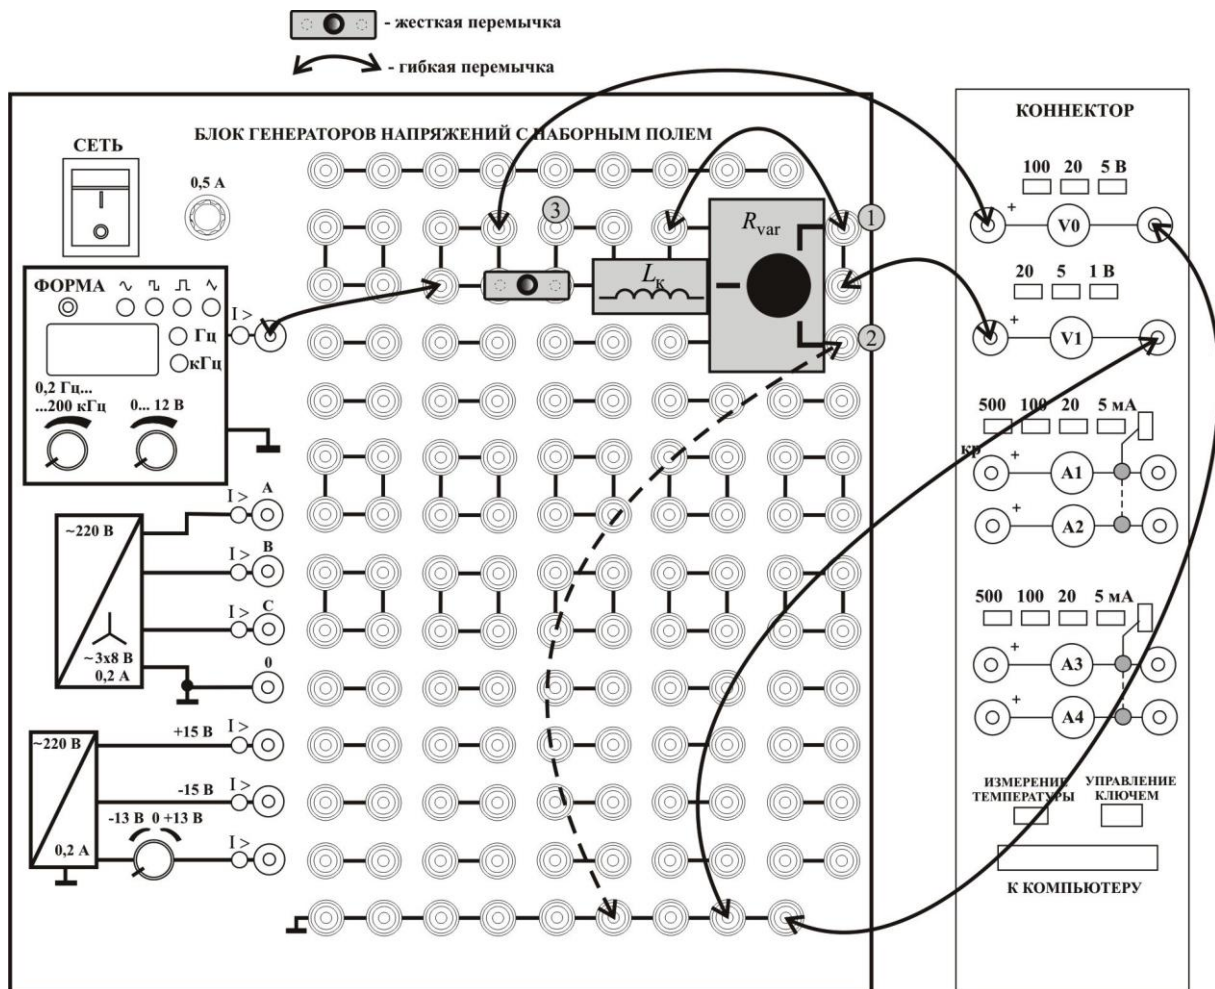 - жесткая перемычка
- гибкая перемычка
БЛОК ГЕНЕРАТОРОВ НАПРЯЖЕНИЙ С НАБОРНЫМ ПОЛЕМ
СЕТЬ
0,5 А
ФОРМА
I >
Гц
кГц
0,2 Гц...
...200 кГц
0... 12 В
I > A
~220 В
I > B
I > C
~3x8 В
0,2 А
0
+15 В I >
~220 В
-15 В I >
-13 В 0 +13 В
I >
0,2 А
3
Rvar
1
Lк
2
КОННЕКТОР
100 20 5 В
+ V0
20 5 1 В
+ V1
500 100 20 5 мА
кр
+ A1
+ A2
500 100 20 5 мА
+ A3
+ A4
ИЗМЕРЕНИЕ
ТЕМПЕРАТУРЫ
УПРАВЛЕНИЕ
КЛЮЧЕМ
К КОМПЬЮТЕРУ